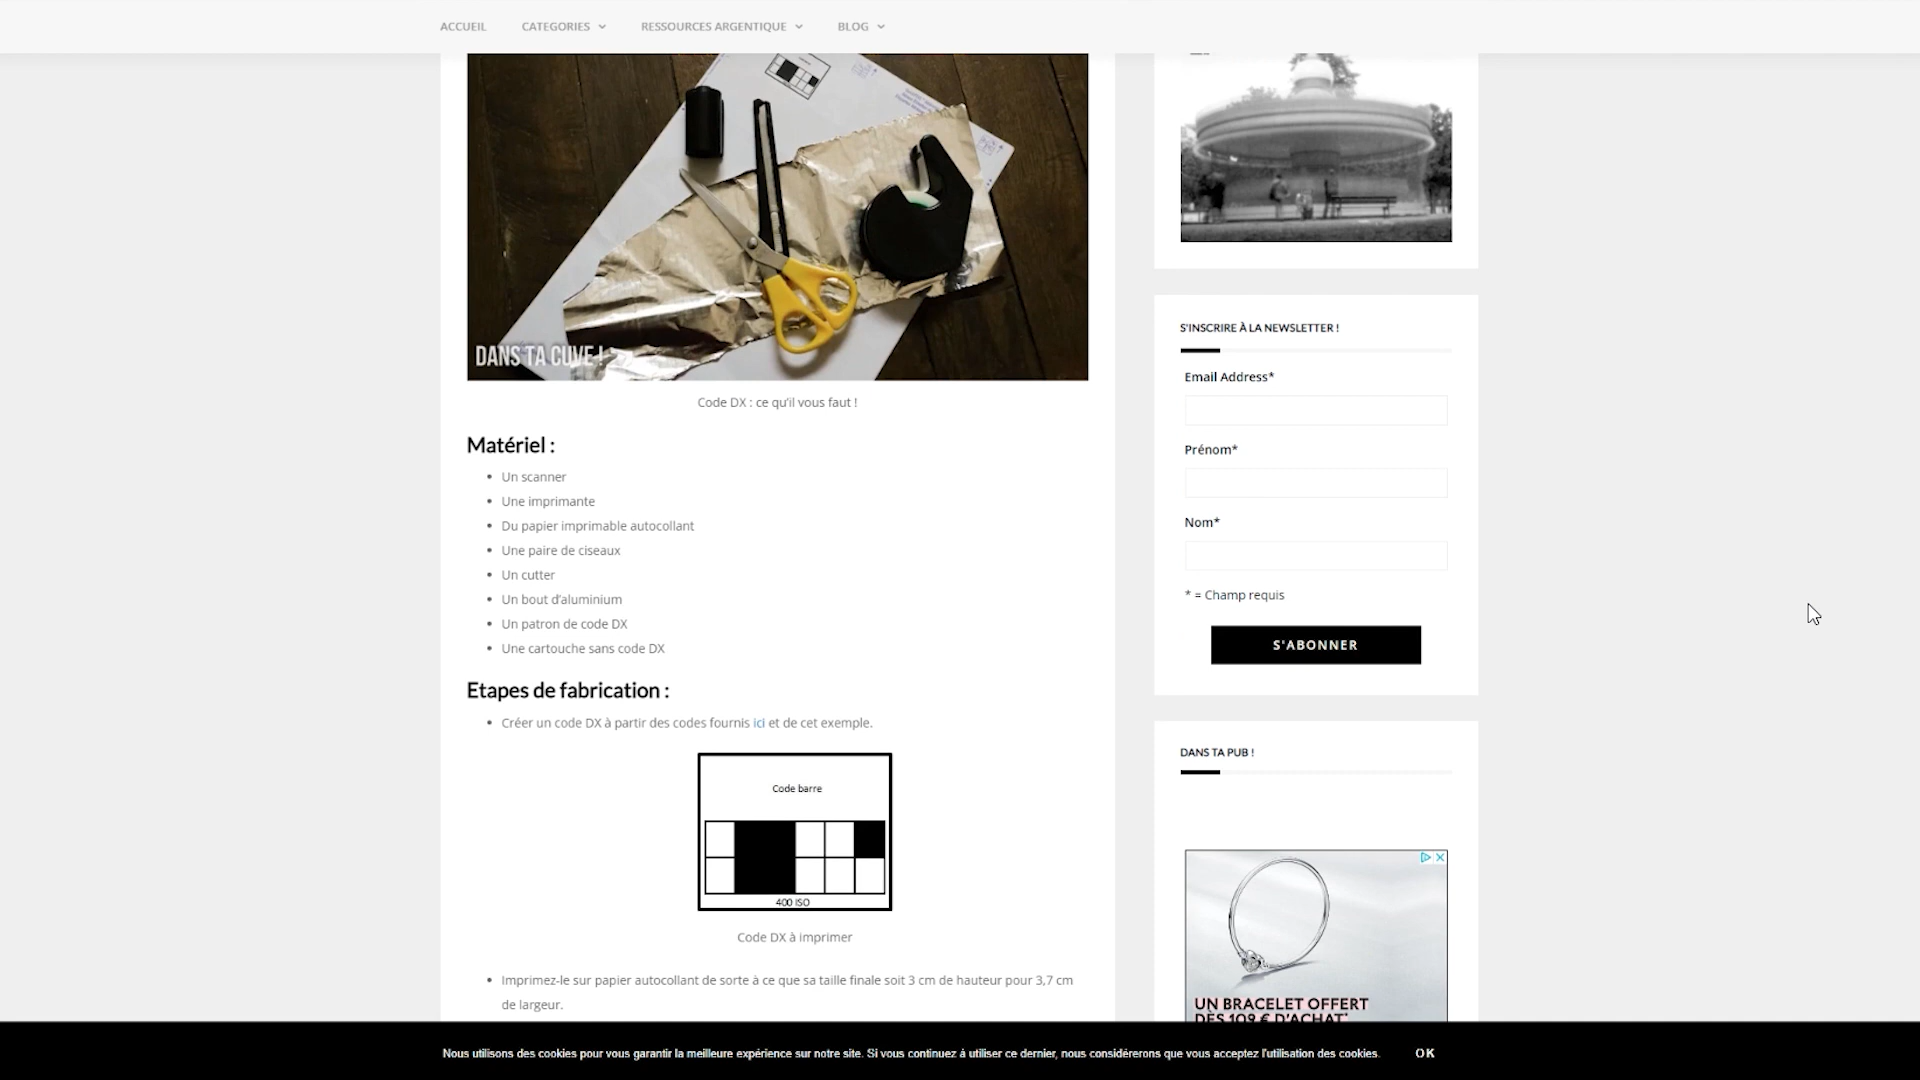 ACCUEIL CATEGORIES RESSOURCES ARGENTIQUE BLOG
DANS TA CUVE !
Code DX : ce qu'il vous faut !
Matériel :
• Un scanner
• Une imprimante
• Du papier imprimable autocollant
• Une paire de ciseaux
• Un cutter
• Un bout d'aluminium
• Un patron de code DX
• Une cartouche sans code DX
Etapes de fabrication :
• Créer un code DX à partir des codes fournis ici et de cet exemple.
Code barre
400 ISO
Code DX à imprimer
• Imprimez-le sur papier autocollant de sorte à ce que sa taille finale soit 3 cm de hauteur pour 3,7 cm
de largeur.
S'INSCRIRE À LA NEWSLETTER !
Email Address*
Prénom*
Nom*
* = Champ requis
S'ABONNER
DANS TA PUB !
UN BRACELET OFFERT
DÈS 109 € D'ACHAT*
Nous utilisons des cookies pour vous garantir la meilleure expérience sur notre site. Si vous continuez à utiliser ce dernier, nous considérerons que vous acceptez l'utilisation des cookies. OK